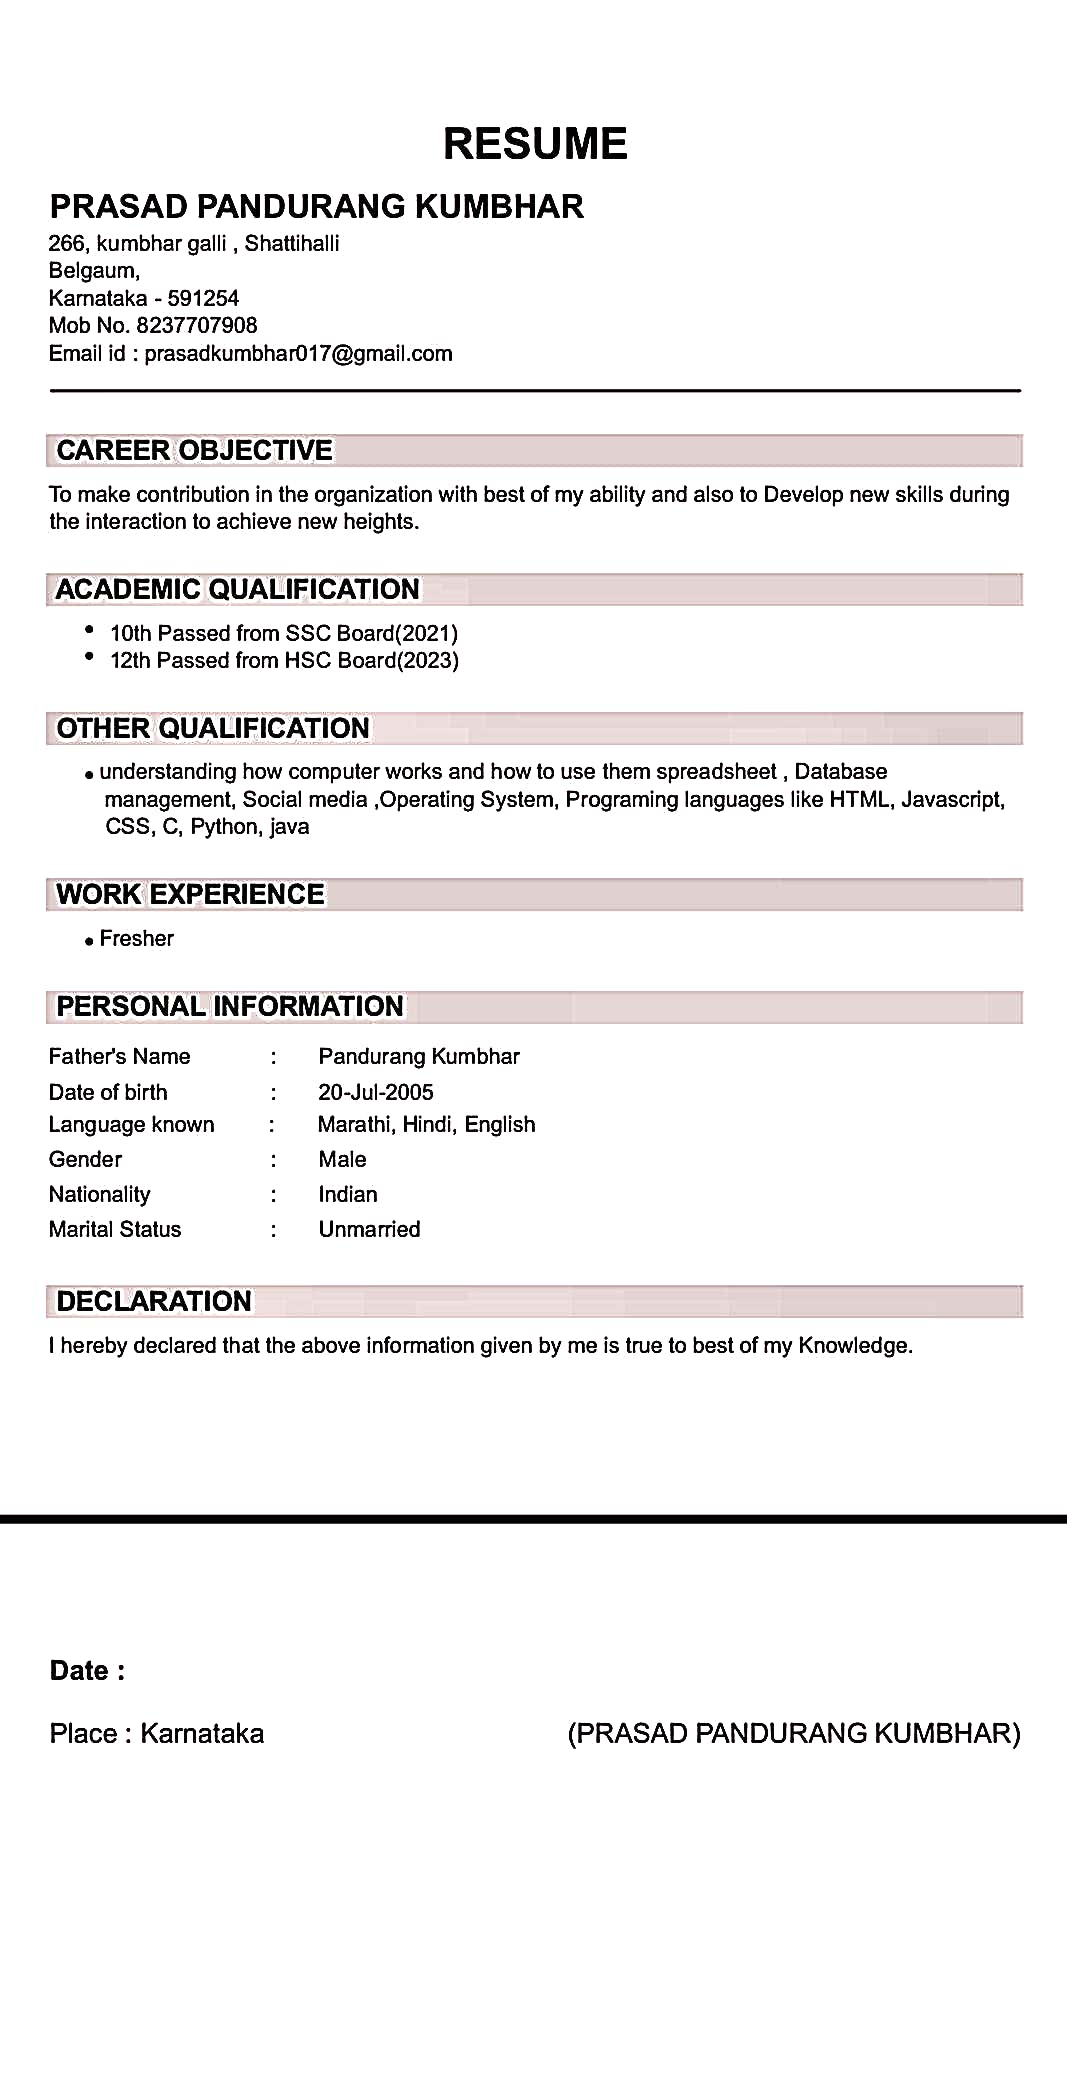 RESUME
PRASAD PANDURANG KUMBHAR
266, kumbhar galli , Shattihalli
Belgaum,
Karnataka - 591254
Mob No. 8237707908
Email id : prasadkumbhar017@gmail.com
CAREER OBJECTIVE
To make contribution in the organization with best of my ability and also to Develop new skills during
the interaction to achieve new heights.
ACADEMIC QUALIFICATION
• 10th Passed from SSC Board(2021)
• 12th Passed from HSC Board(2023)
OTHER QUALIFICATION
• understanding how computer works and how to use them spreadsheet , Database
management, Social media ,Operating System, Programing languages like HTML, Javascript,
CSS, C, Python, java
WORK EXPERIENCE
• Fresher
PERSONAL INFORMATION
Father's Name : Pandurang Kumbhar
Date of birth : 20-Jul-2005
Language known : Marathi, Hindi, English
Gender : Male
Nationality : Indian
Marital Status : Unmarried
DECLARATION
I hereby declared that the above information given by me is true to best of my Knowledge.
Date :
Place : Karnataka (PRASAD PANDURANG KUMBHAR)